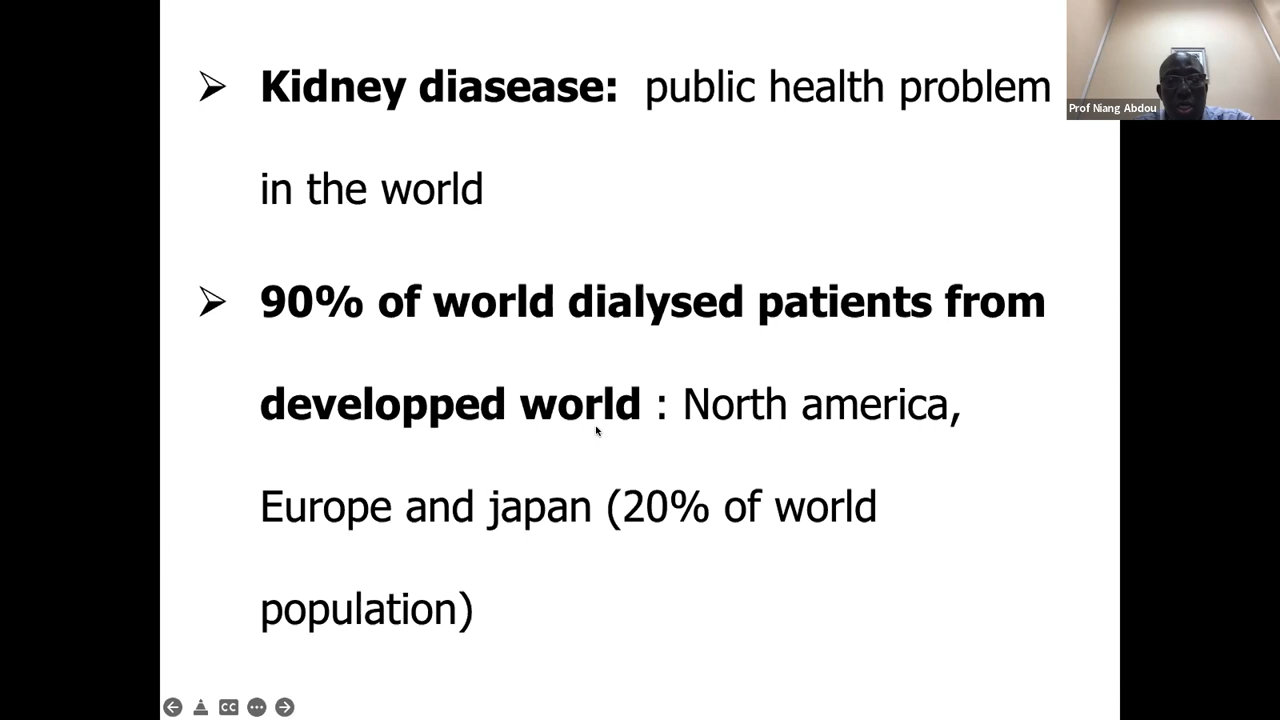 ➢ Kidney diasease: public health problem
in the world
➢ 90% of world dialysed patients from
developped world : North america,
Europe and japan (20% of world
population)
Prof Niang Abdou
CC